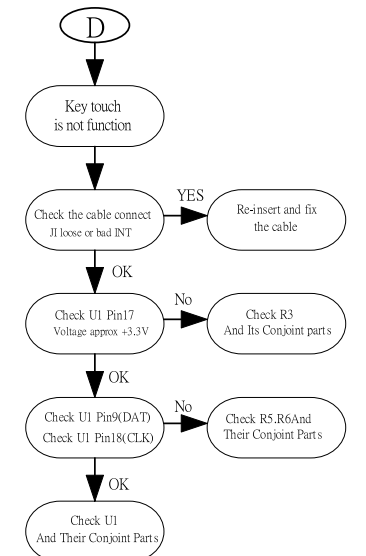 D
Key touch
is not function
Check the cable connect
JI loose or bad INT
YES
Re-insert and fix
the cable
OK
Check U1 Pin17
Voltage approx +3.3V
No
Check R3
And Its Conjoint parts
OK
Check U1 Pin9(DAT)
Check U1 Pin18(CLK)
No
Check R5.R6And
Their Conjoint Parts
OK
Check U1
And Their Conjoint Parts